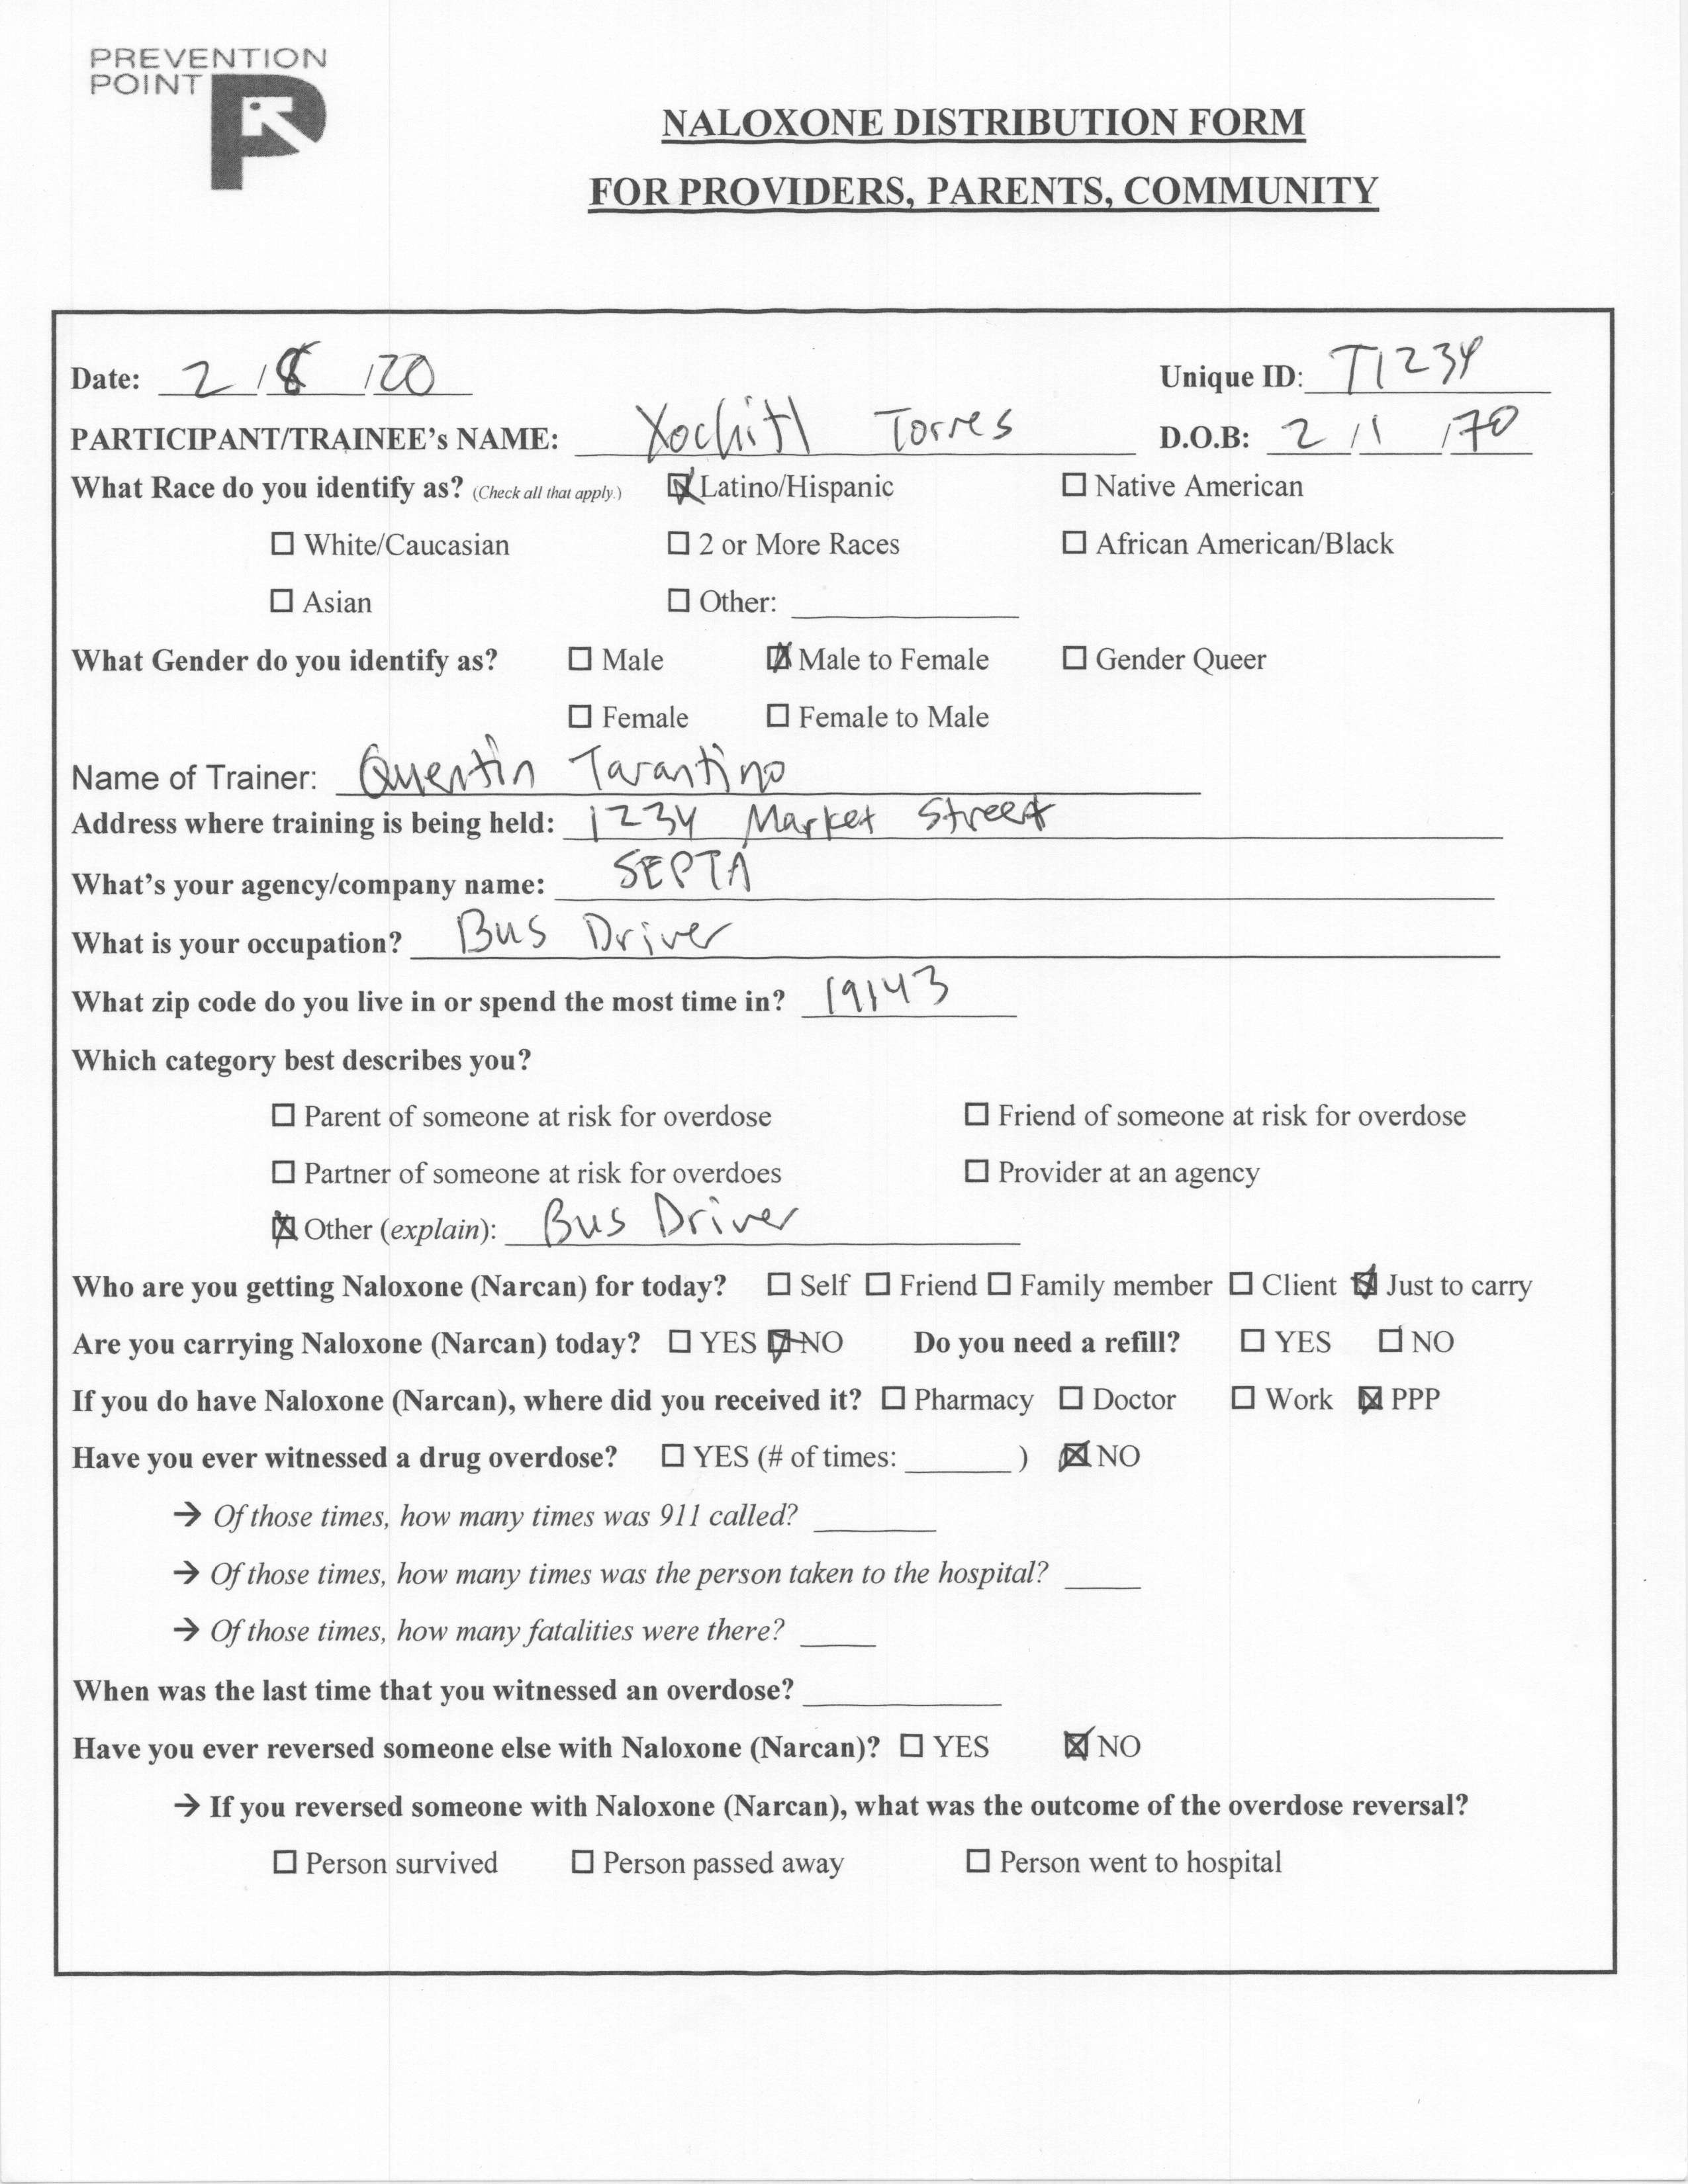 PREVENTION
POINT
NALOXONE DISTRIBUTION FORM
FOR PROVIDERS, PARENTS, COMMUNITY
Date: 2 / 8 / 20 Unique ID: T1234
PARTICIPANT/TRAINEE's NAME: Xochitl Torres D.O.B: 2 / 1 / 70
What Race do you identify as? (Check all that apply.) ☒ Latino/Hispanic ☐ Native American
☐ White/Caucasian ☐ 2 or More Races ☐ African American/Black
☐ Asian ☐ Other: ____
What Gender do you identify as? ☐ Male ☒ Male to Female ☐ Gender Queer
☐ Female ☐ Female to Male
Name of Trainer: Quentin Tarantino
Address where training is being held: 1234 Market Street
What's your agency/company name: SEPTA
What is your occupation? Bus Driver
What zip code do you live in or spend the most time in? 19143
Which category best describes you?
☐ Parent of someone at risk for overdose ☐ Friend of someone at risk for overdose
☐ Partner of someone at risk for overdoes ☐ Provider at an agency
☒ Other (explain): Bus Driver
Who are you getting Naloxone (Narcan) for today? ☐ Self ☐ Friend ☐ Family member ☐ Client ☒ Just to carry
Are you carrying Naloxone (Narcan) today? ☐ YES ☒ NO Do you need a refill? ☐ YES ☐ NO
If you do have Naloxone (Narcan), where did you received it? ☐ Pharmacy ☐ Doctor ☐ Work ☒ PPP
Have you ever witnessed a drug overdose? ☐ YES (# of times: ____ ) ☒ NO
→ Of those times, how many times was 911 called? ____
→ Of those times, how many times was the person taken to the hospital? ____
→ Of those times, how many fatalities were there? ____
When was the last time that you witnessed an overdose? ____
Have you ever reversed someone else with Naloxone (Narcan)? ☐ YES ☒ NO
→ If you reversed someone with Naloxone (Narcan), what was the outcome of the overdose reversal?
☐ Person survived ☐ Person passed away ☐ Person went to hospital